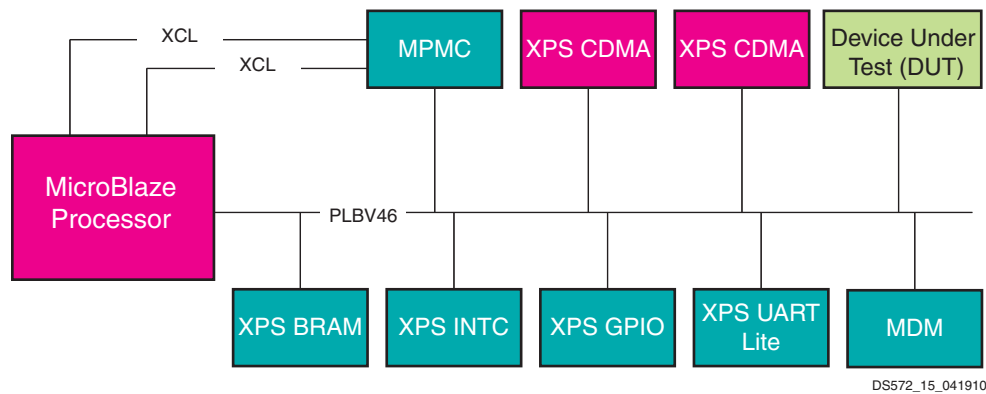 XCL
XCL
MPMC
XPS CDMA
XPS CDMA
Device Under
Test (DUT)
MicroBlaze
Processor
PLBV46
XPS BRAM
XPS INTC
XPS GPIO
XPS UART
Lite
MDM
DS572_15_041910